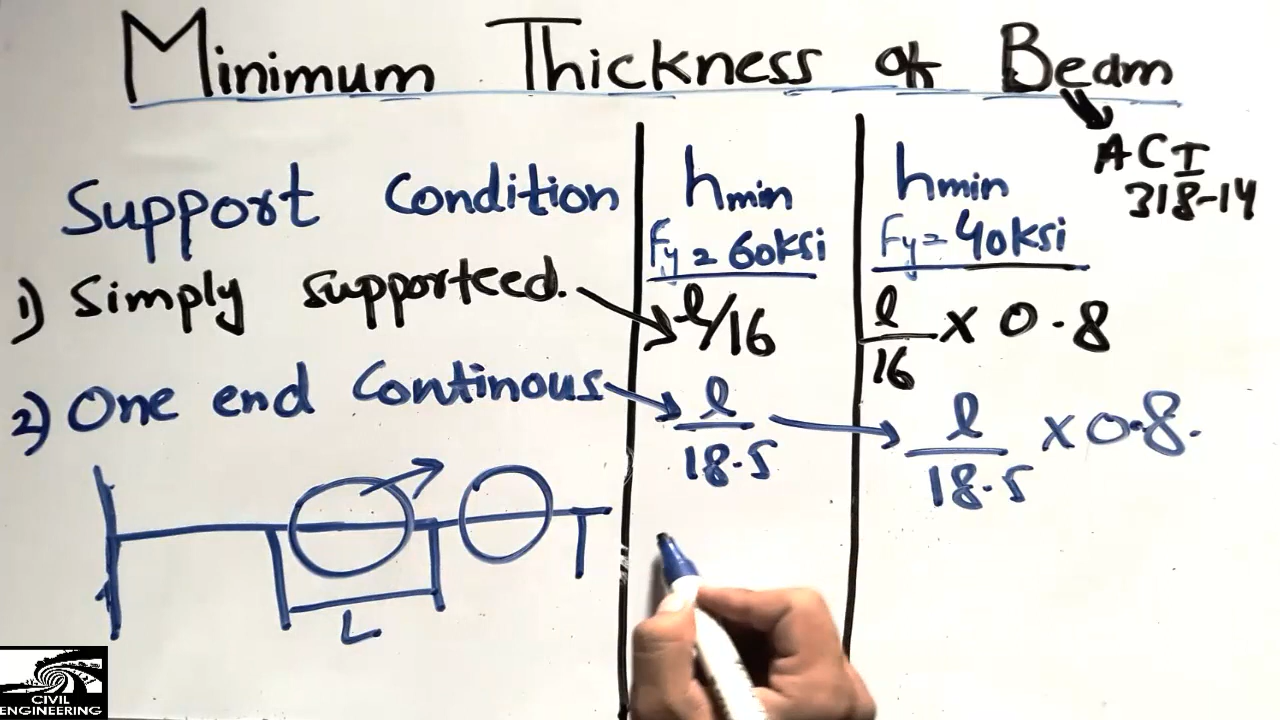 Minimum Thickness of Beam
ACI
318-14
Support Condition
hmin
Fy = 60ksi
hmin
Fy = 40ksi
1) Simply supporteed.
l/16
l/16 x 0.8
2) One end Continous
l/18.5
l/18.5 x 0.8.
L
CIVIL
ENGINEERING